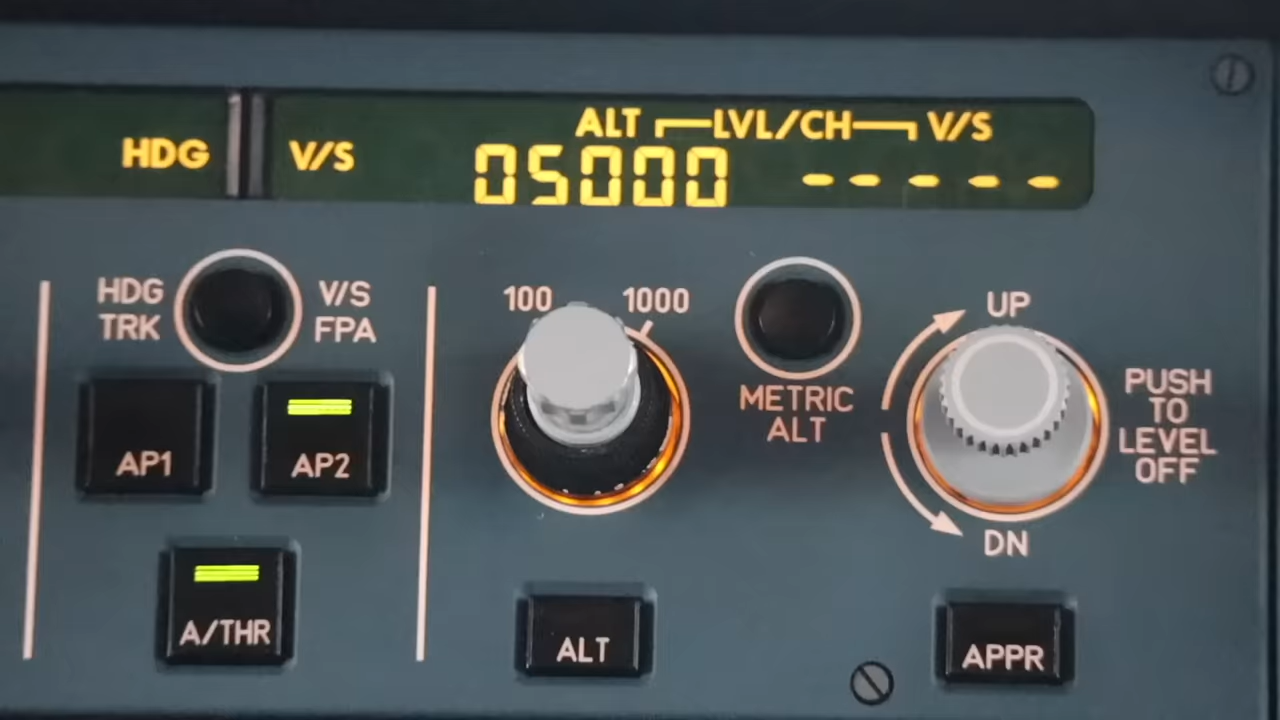 ALT LVL/CH V/S
HDG V/S
05000 - - - - -
HDG V/S
TRK FPA
100 1000
UP
METRIC
ALT
PUSH
TO
LEVEL
OFF
AP1 AP2
DN
A/THR
ALT
APPR